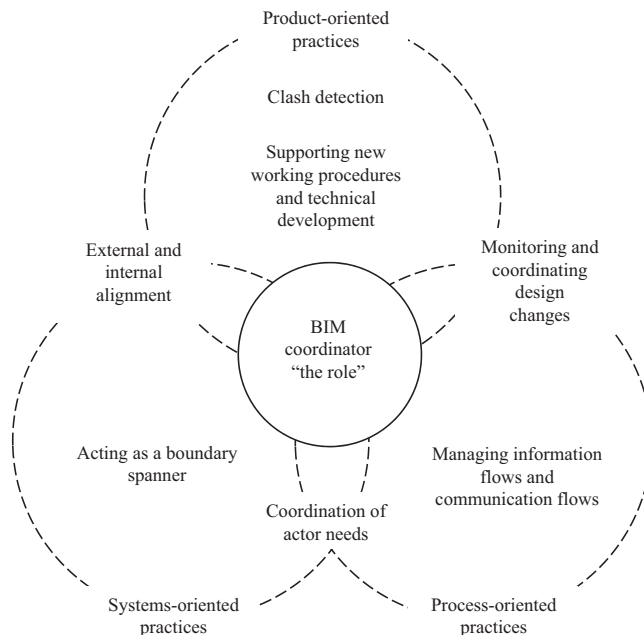 Product-oriented
practices
Clash detection
Supporting new
working procedures
and technical
development
External and
internal
alignment
Monitoring and
coordinating
design
changes
BIM
coordinator
“the role”
Acting as a boundary
spanner
Managing information
flows and
communication flows
Coordination of
actor needs
Systems-oriented
practices
Process-oriented
practices